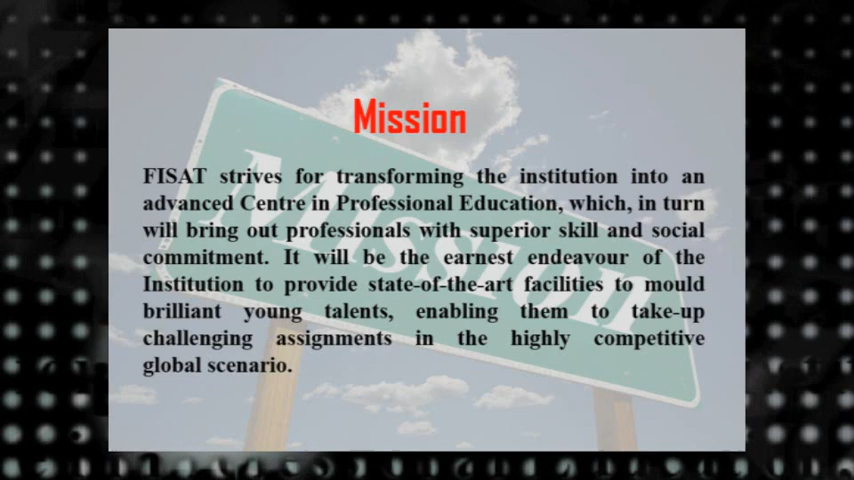 Mission
FISAT strives for transforming the institution into an
advanced Centre in Professional Education, which, in turn
will bring out professionals with superior skill and social
commitment. It will be the earnest endeavour of the
Institution to provide state-of-the-art facilities to mould
brilliant young talents, enabling them to take-up
challenging assignments in the highly competitive
global scenario.
Mission